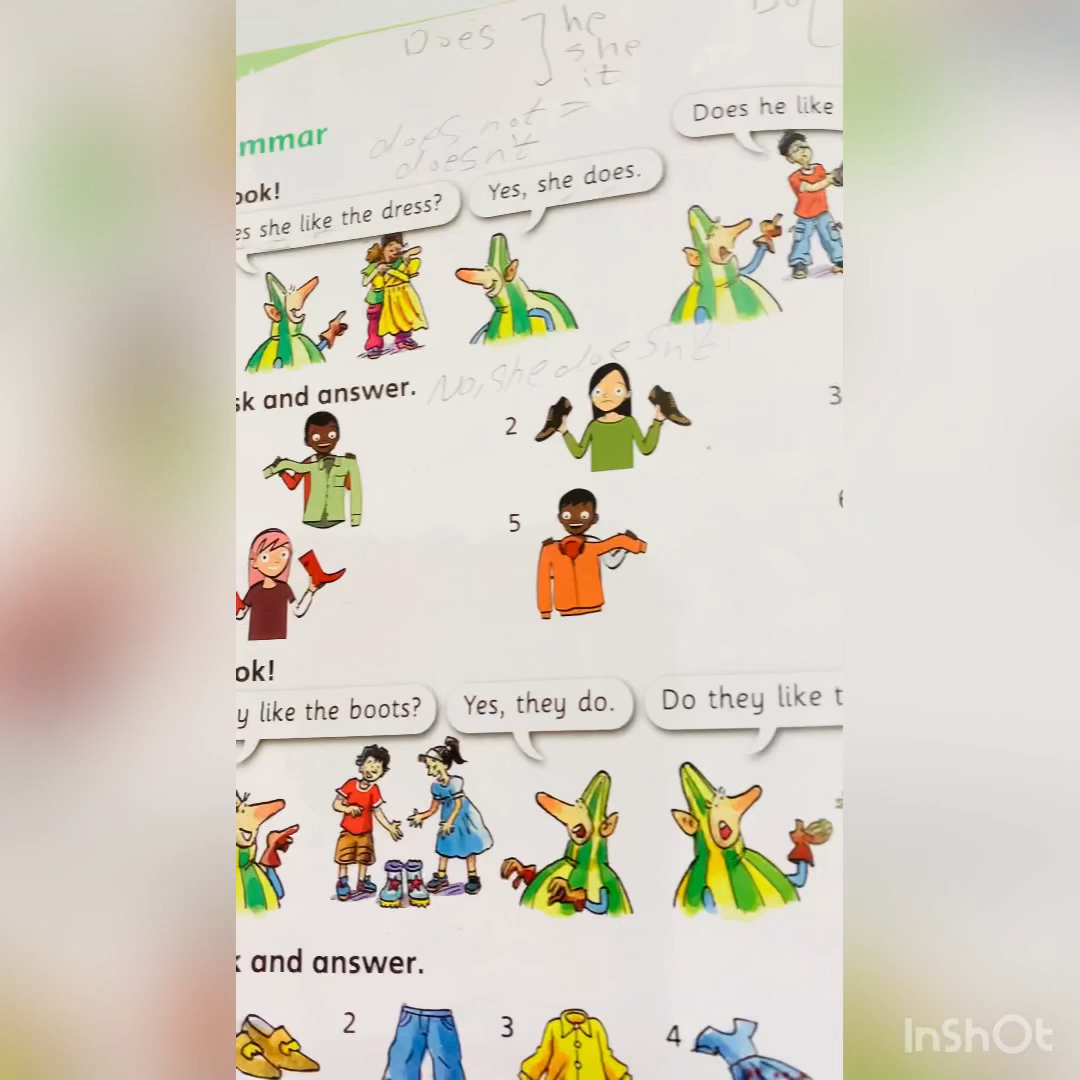 Does he
she
it
does not =
doesn't
mmar
ook!
es she like the dress?
Yes, she does.
Does he like
sk and answer.
No, she doesn't
2
3
5
ok!
y like the boots?
Yes, they do.
Do they like t
k and answer.
2
3
4
InShOt